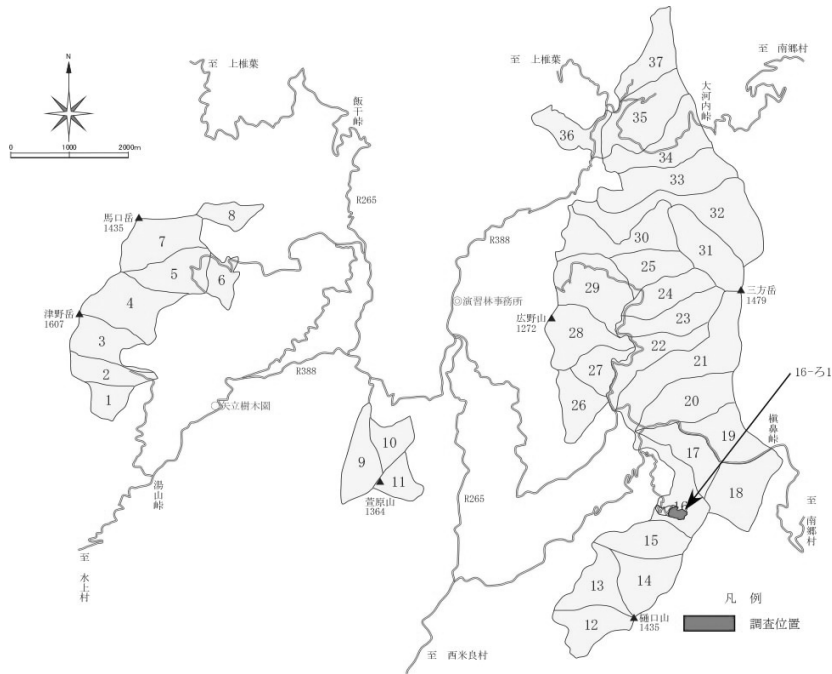 N
0 1000 2000m
至 上椎葉
飯干峠
R265
馬口岳
1435
8
7
5
6
4
津野岳
1607
3
2
1
R388
矢立樹木園
湯山峠
至 水上村
至 上椎葉
至 南郷村
大河内峠
37
35
36
34
33
32
R388
30
31
25
29
24
三方岳
1479
◎演習林事務所
広野山
1272
28
23
22
27
21
26
20
16-ろ1
槇鼻峠
19
17
18
16
至 南郷村
10
9
11
萱原山
1364
R265
15
13
14
12
樋口山
1435
至 西米良村
凡 例
調査位置